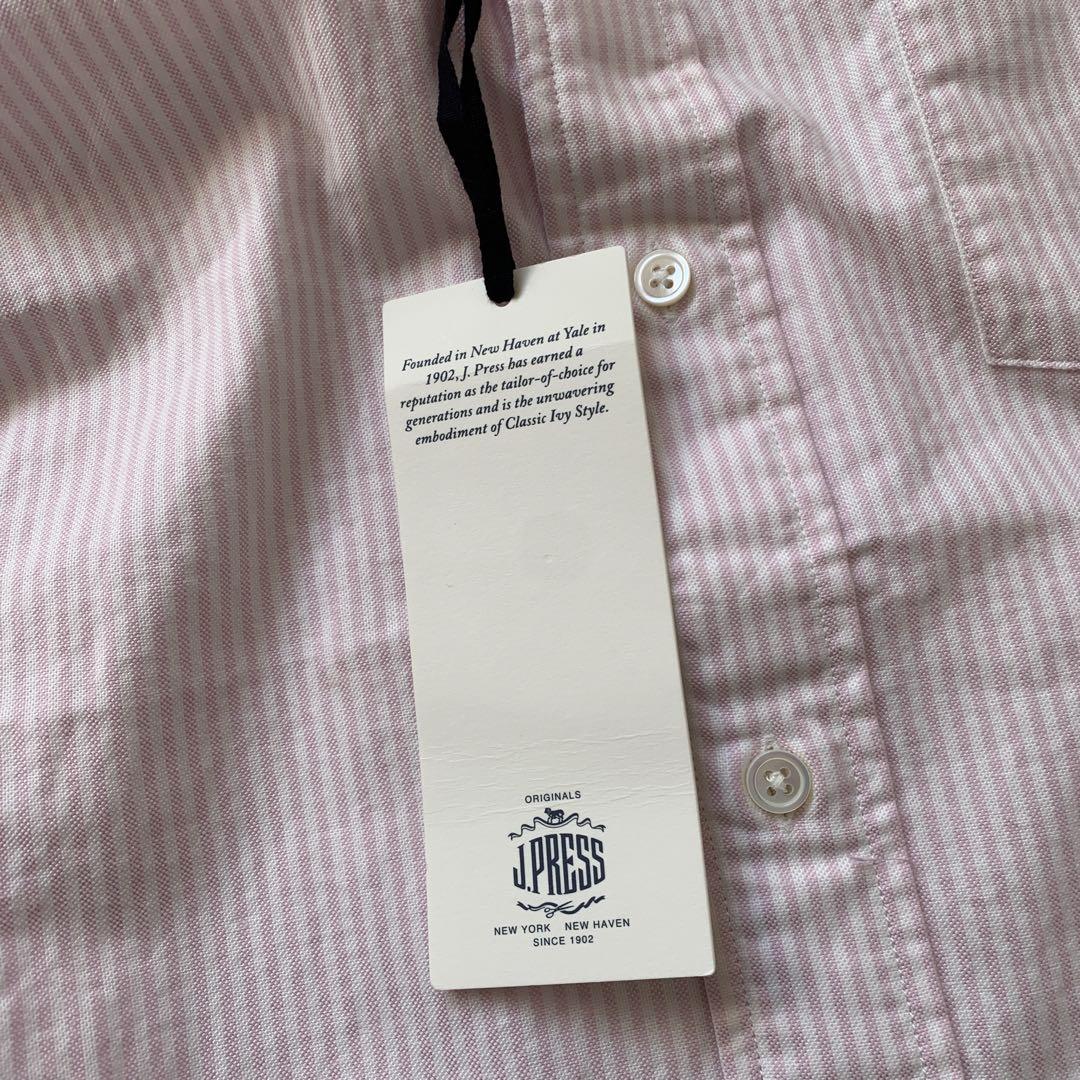 Founded in New Haven at Yale in
1902, J. Press has earned a
reputation as the tailor-of-choice for
generations and is the unwavering
embodiment of Classic Ivy Style.
ORIGINALS
J.PRESS
NEW YORK NEW HAVEN
SINCE 1902